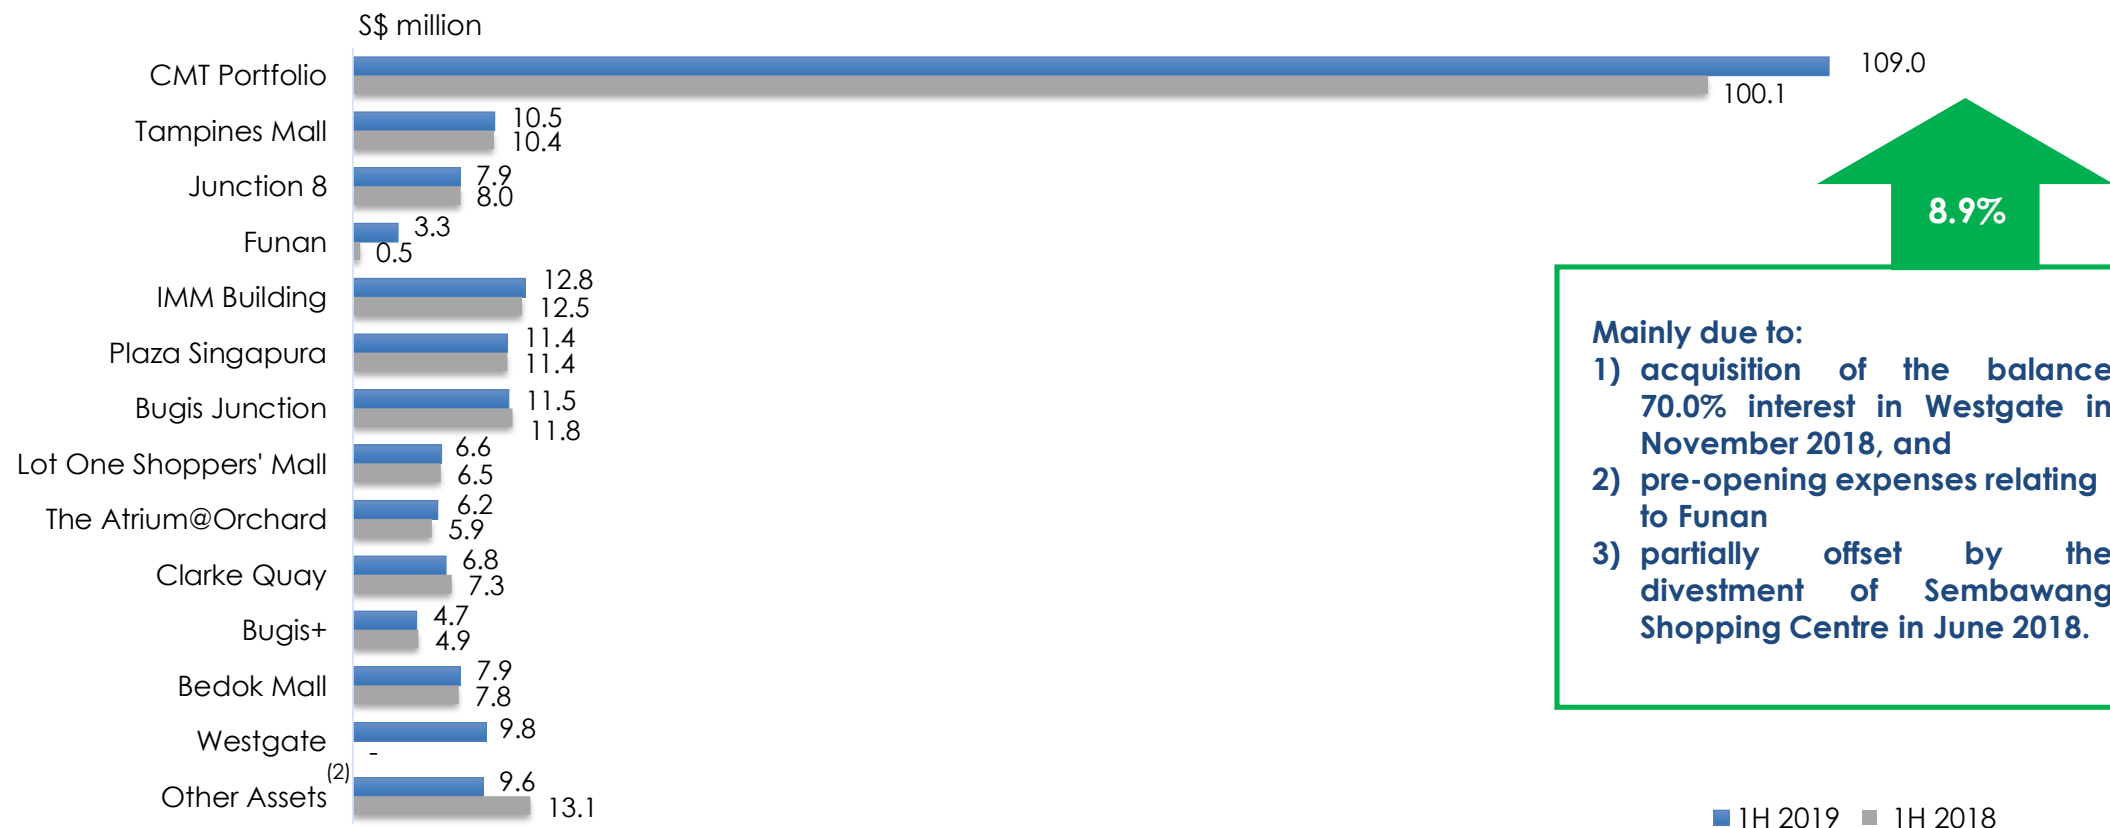 S$ million
CMT Portfolio
109.0
100.1
Tampines Mall
10.5
10.4
Junction 8
7.9
8.0
Funan
3.3
0.5
IMM Building
12.8
12.5
Plaza Singapura
11.4
11.4
Bugis Junction
11.5
11.8
Lot One Shoppers' Mall
6.6
6.5
The Atrium@Orchard
6.2
5.9
Clarke Quay
6.8
7.3
Bugis+
4.7
4.9
Bedok Mall
7.9
7.8
Westgate
9.8
-
Other Assets (2)
9.6
13.1
8.9%
Mainly due to:
1) acquisition of the balance
70.0% interest in Westgate in
November 2018, and
2) pre-opening expenses relating
to Funan
3) partially offset by the
divestment of Sembawang
Shopping Centre in June 2018.
1H 2019 1H 2018